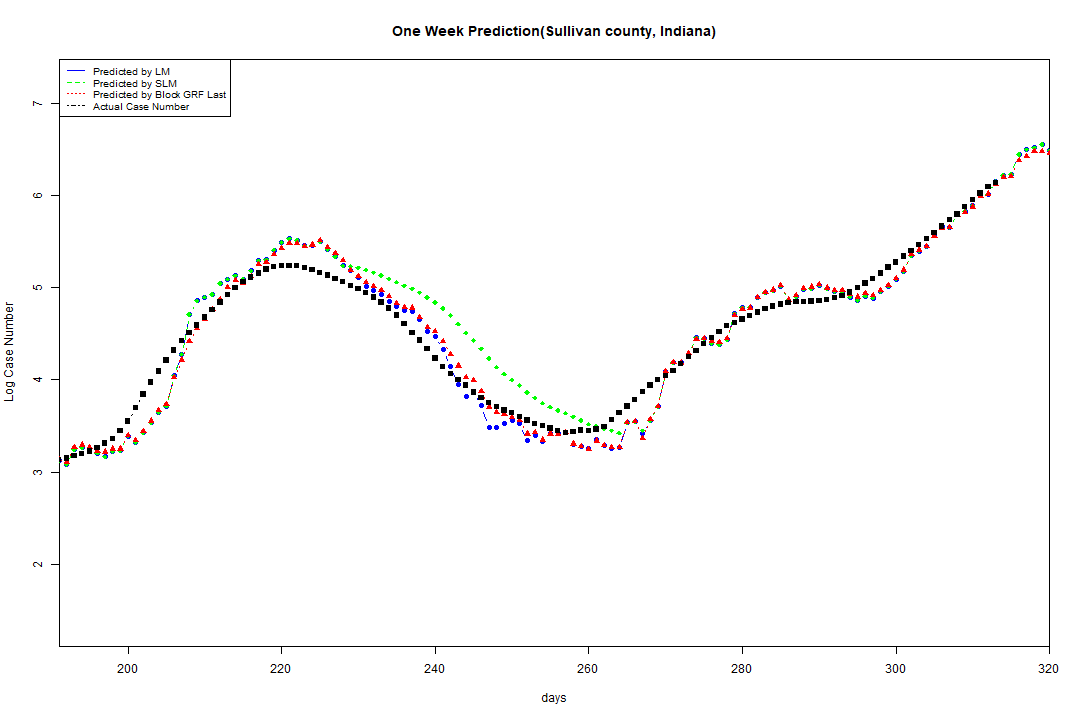 One Week Prediction(Sullivan county, Indiana)
Predicted by LM
Predicted by SLM
Predicted by Block GRF Last
Actual Case Number
7
6
5
4
3
2
Log Case Number
200 220 240 260 280 300 320
days